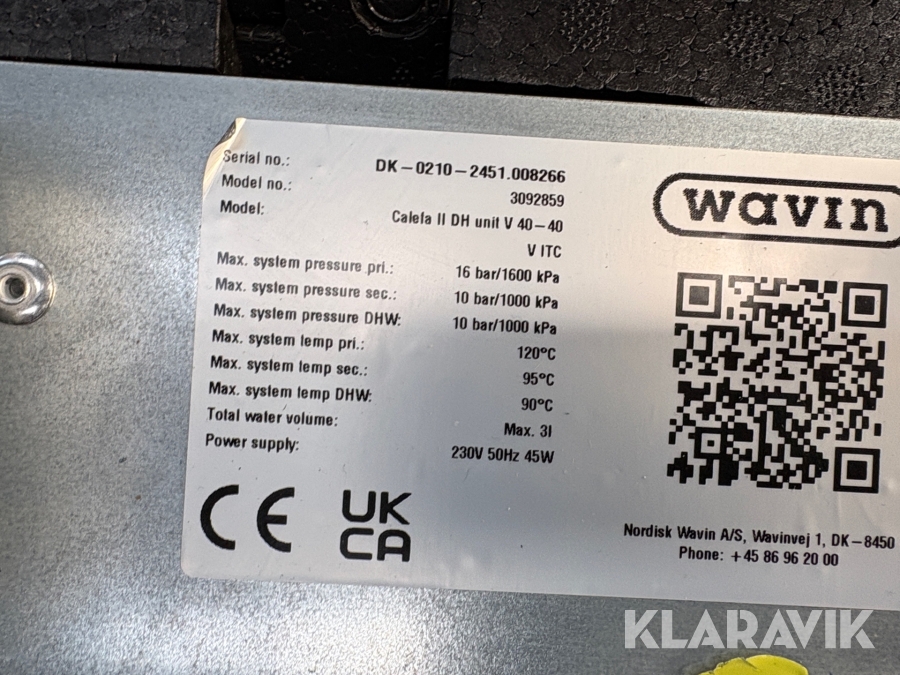 Serial no.: DK-0210-2451.008266
Model no.: 3092859
Model: Calefa II DH unit V 40-40
V ITC
Max. system pressure pri.: 16 bar/1600 kPa
Max. system pressure sec.: 10 bar/1000 kPa
Max. system pressure DHW: 10 bar/1000 kPa
Max. system temp pri.: 120°C
Max. system temp sec.: 95°C
Max. system temp DHW: 90°C
Total water volume: Max. 3l
Power supply: 230V 50Hz 45W
CE UK
CA
wavin
Nordisk Wavin A/S, Wavinvej 1, DK-8450
Phone: +45 86 96 20 00
KLARAVIK